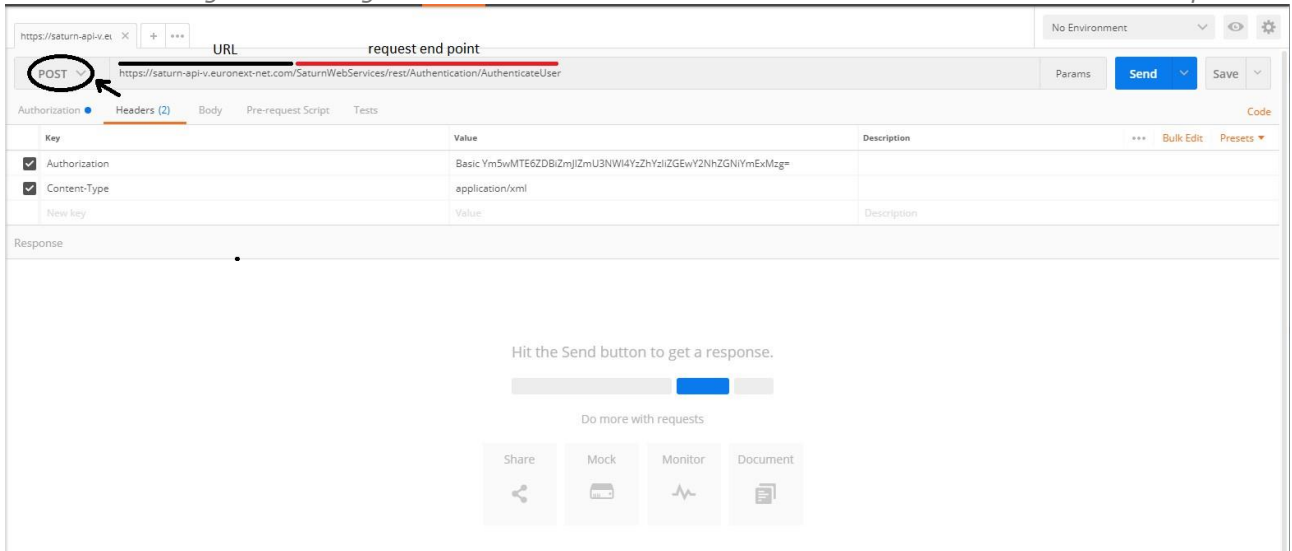 https://saturn-api-v.eu × + •••
No Environment
URL
request end point
POST
https://saturn-api-v.euronext-net.com/SaturnWebServices/rest/Authentication/AuthenticateUser
Params
Send
Save
Authorization
Headers (2)
Body
Pre-request Script
Tests
Code
Key
Value
Description
••• Bulk Edit
Presets
Authorization
Content-Type
application/xml
New key
Value
Description
Response
Hit the Send button to get a response.
Do more with requests
Share
Mock
Monitor
Document